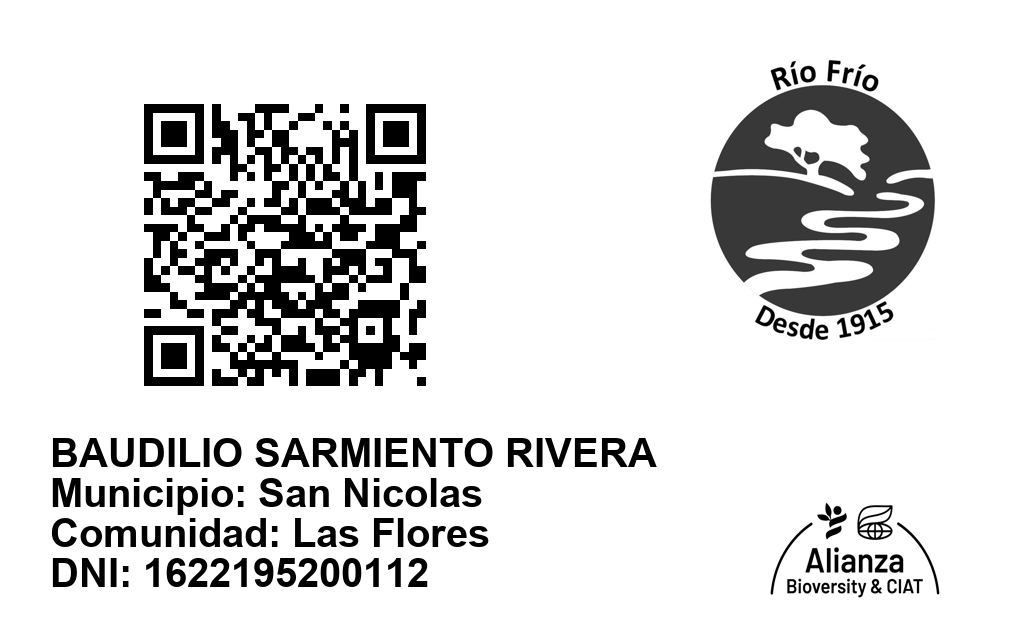 Río Frío
Desde 1915
BAUDILIO SARMIENTO RIVERA
Municipio: San Nicolas
Comunidad: Las Flores
DNI: 1622195200112
Alianza
Bioversity & CIAT